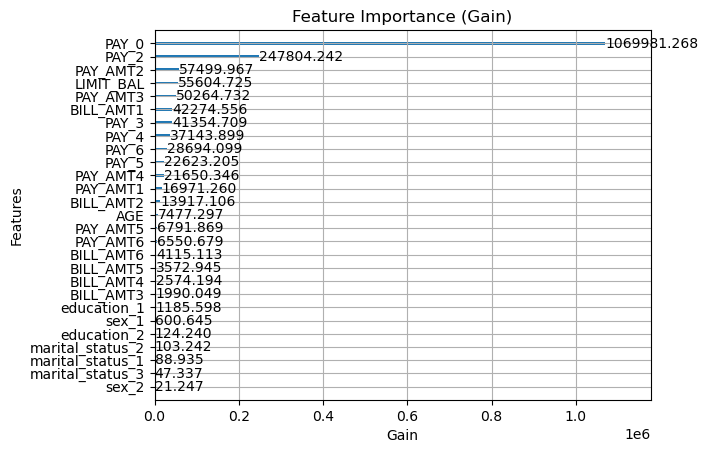 Feature Importance (Gain)
PAY_0 1069981.268
PAY_2 247804.242
PAY_AMT2 57499.967
LIMIT_BAL 55604.725
PAY_AMT3 50264.732
BILL_AMT1 42274.556
PAY_3 41354.709
PAY_4 37143.899
PAY_6 28694.099
PAY_5 22623.205
PAY_AMT4 21650.346
PAY_AMT1 16971.260
BILL_AMT2 13917.106
AGE 7477.297
PAY_AMT5 6791.869
PAY_AMT6 6550.679
BILL_AMT6 4115.113
BILL_AMT5 3572.945
BILL_AMT4 2574.194
BILL_AMT3 1990.049
education_1 1185.598
sex_1 600.645
education_2 124.240
marital_status_2 103.242
marital_status_1 88.935
marital_status_3 47.337
sex_2 21.247
Features
0.0 0.2 0.4 0.6 0.8 1.0
1e6
Gain